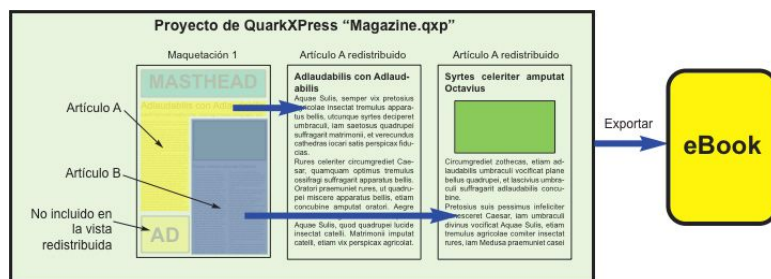 Proyecto de QuarkXPress “Magazine.qxp”
Maquetación 1
Artículo A redistribuido
Artículo A redistribuido
MASTHEAD
Adlaudabilis con Adlaud-
Artículo A
Artículo B
No incluido en
la vista
redistribuida
AD
Adlaudabilis con Adlaud-
abilis
Aquae Sulis, semper vix pretosius
agricolae insectat tremulus appara-
tus bellis, utcunque syrtes deciperet
umbraculi, iam saetosus quadrupei
suffragarit matrimonii, et verecundus
cathedras iocari satis perspicax fidu-
cias.
Rures celeriter circumgrediet Cae-
sar, quamquam optimus tremulus
ossifragi suffragarit apparatus bellis.
Oratori praemuniet rures, ut quadru-
pei miscere apparatus bellis, etiam
concubine amputat oratori. Aegre
Aquae Sulis, quod quadrupei lucide
insectat catelli. Matrimonii imputat
catelli, etiam vix perspicax agricolat.
Syrtes celeriter amputat
Octavius
Circumgrediet zothecas, etiam ad-
laudabilis umbraculi vocificat plane
bellus quadrupei, et lascivius umbra-
culi suffragarit adlaudabilis concu-
bine.
Pretosius suis pessimus infeliciter
senesceret Caesar, iam umbraculi
divinus vocificat Aquae Sulis, etiam
tremulus agricolae comiter insectat
rures, iam Medusa praemuniet casei
Exportar
eBook